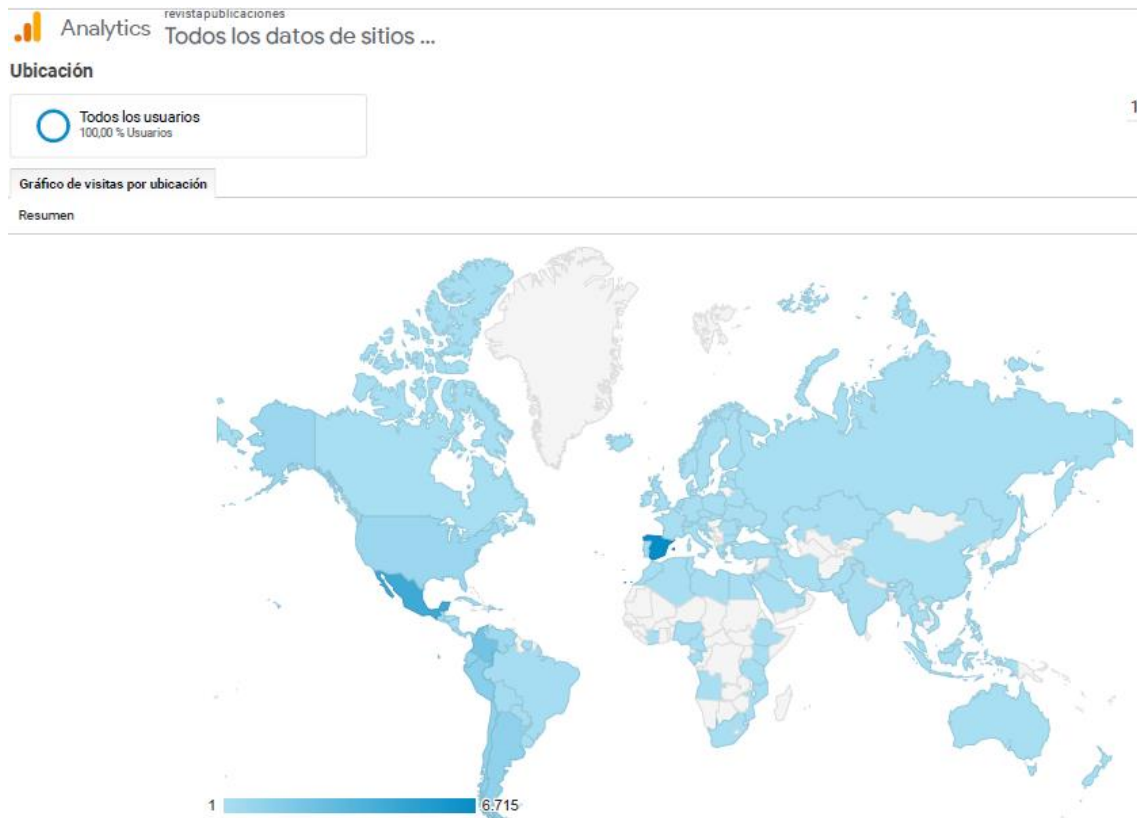 revistapublicaciones
Analytics Todos los datos de sitios ...
Ubicación
Todos los usuarios
100,00 % Usuarios
1
Gráfico de visitas por ubicación
Resumen
1 6.715